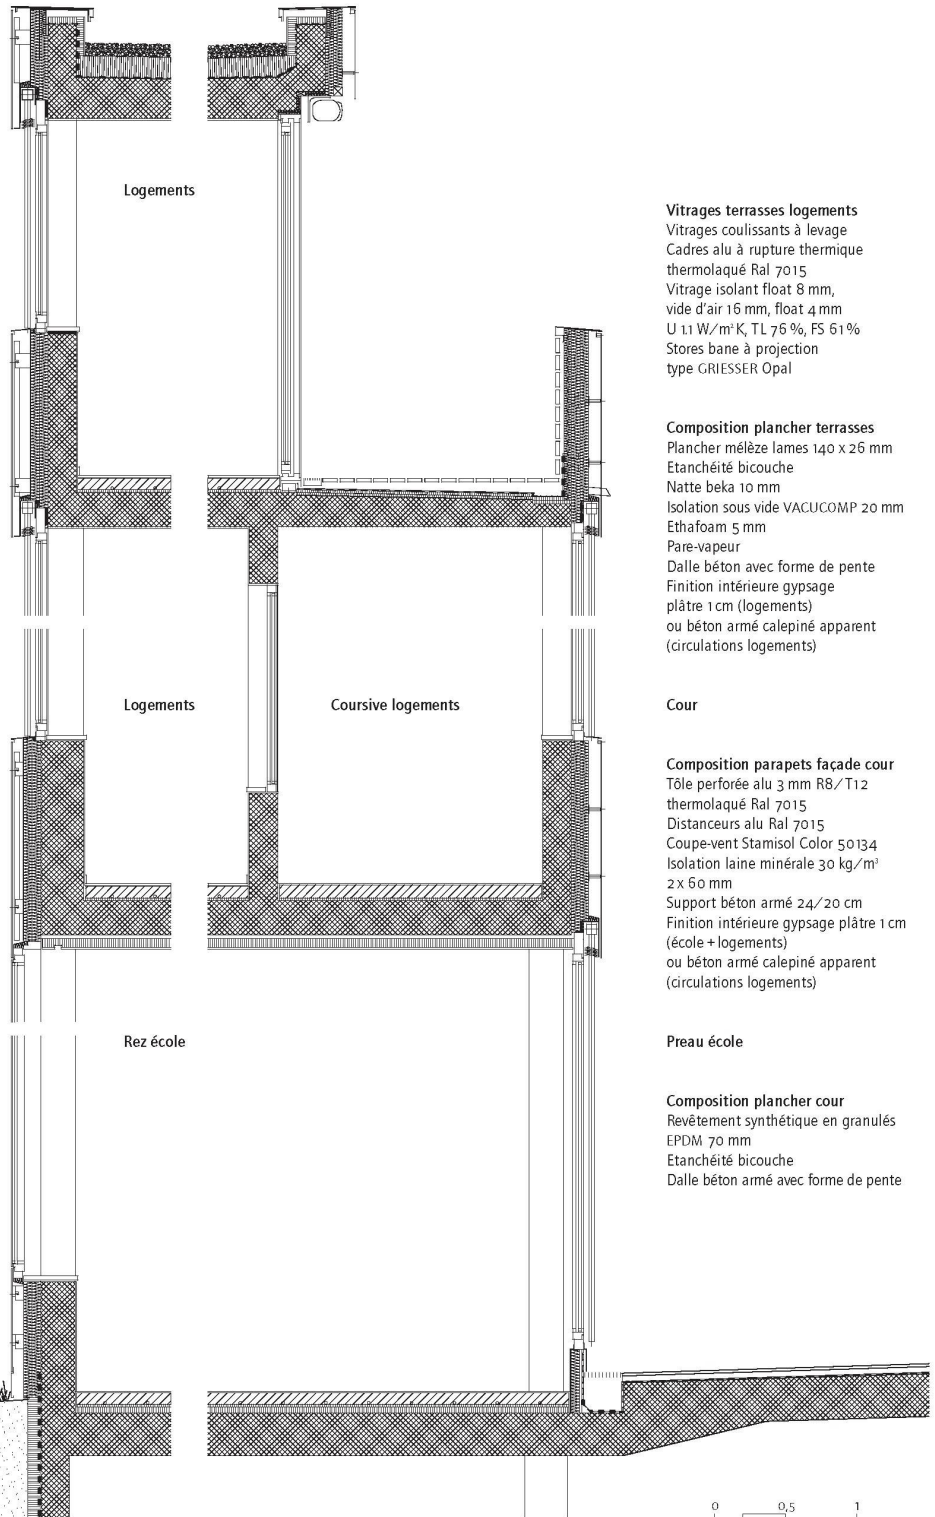 Logements
Vitrages terrasses logements
Vitrages coulissants à levage
Cadres alu à rupture thermique
thermolaqué Ral 7015
Vitrage isolant float 8 mm,
vide d'air 16 mm, float 4 mm
U 1.1 W/m² K, TL 76 %, FS 61 %
Stores bane à projection
type GRIESSER Opal
Composition plancher terrasses
Plancher mélèze lames 140 x 26 mm
Etanchéité bicouche
Natte beka 10 mm
Isolation sous vide VACUCOMP 20 mm
Ethafoam 5 mm
Pare-vapeur
Dalle béton avec forme de pente
Finition intérieure gypsage
plâtre 1 cm (logements)
ou béton armé calepiné apparent
(circulations logements)
Logements Coursive logements Cour
Composition parapets façade cour
Tôle perforée alu 3 mm R8/T12
thermolaqué Ral 7015
Distanceurs alu Ral 7015
Coupe-vent Stamisol Color 50134
Isolation laine minérale 30 kg/m³
2 x 60 mm
Support béton armé 24/20 cm
Finition intérieure gypsage plâtre 1 cm
(école + logements)
ou béton armé calepiné apparent
(circulations logements)
Rez école Preau école
Composition plancher cour
Revêtement synthétique en granulés
EPDM 70 mm
Etanchéité bicouche
Dalle béton armé avec forme de pente
0 0,5 1